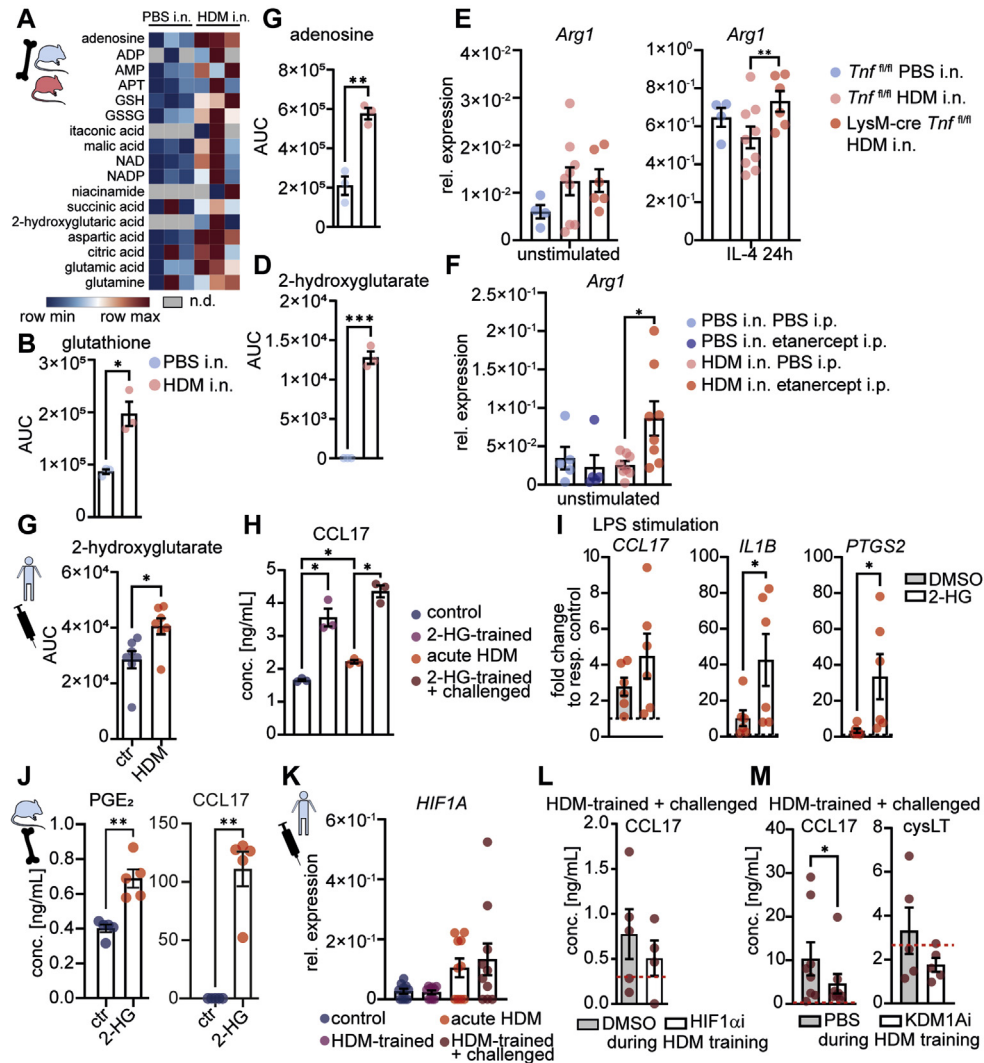 A
PBS i.n. HDM i.n.
adenosine
ADP
AMP
APT
GSH
GSSG
itaconic acid
malic acid
NAD
NADP
niacinamide
succinic acid
2-hydroxyglutaric acid
aspartic acid
citric acid
glutamic acid
glutamine
row min row max
n.d.
B
glutathione
PBS i.n.
HDM i.n.
AUC
3×10⁵
2×10⁵
1×10⁵
0
*
G
adenosine
AUC
8×10⁵
6×10⁵
4×10⁵
2×10⁵
0
**
D
2-hydroxyglutarate
AUC
2×10⁴
2×10⁴
1×10⁴
5×10³
0
***
E
Arg1
rel. expression
4×10⁻²
3×10⁻²
2×10⁻²
1×10⁻²
0
unstimulated
Arg1
10⁰
8×10⁻¹
6×10⁻¹
4×10⁻¹
2×10⁻¹
0
**
IL-4 24h
Tnf fl/fl PBS i.n.
Tnf fl/fl HDM i.n.
LysM-cre Tnf fl/fl
HDM i.n.
F
Arg1
rel. expression
2.5×10⁻¹
2.0×10⁻¹
1.5×10⁻¹
1×10⁻¹
5×10⁻²
0
*
unstimulated
PBS i.n. PBS i.p.
PBS i.n. etanercept i.p.
HDM i.n. PBS i.p.
HDM i.n. etanercept i.p.
G
2-hydroxyglutarate
AUC
6×10⁴
4×10⁴
2×10⁴
0
*
ctr
HDM
H
CCL17
conc. [ng/mL]
5
4
3
2
1
0
*
*
*
control
2-HG-trained
acute HDM
2-HG-trained
+ challenged
I
LPS stimulation
CCL17
fold change
to resp. control
10
8
6
4
2
0
IL1B
100
80
60
40
20
0
*
PTGS2
100
80
60
40
20
0
*
DMSO
2-HG
J
PGE₂
conc. [ng/mL]
1.0
0.8
0.6
0.4
0.2
0.0
**
ctr
2-HG
CCL17
150
100
50
0
**
ctr
2-HG
K
HIF1A
rel. expression
6×10⁻¹
4×10⁻¹
2×10⁻¹
0
control
HDM-trained
acute HDM
HDM-trained
+ challenged
L
HDM-trained + challenged
CCL17
conc. [ng/mL]
2.0
1.5
1.0
0.5
0.0
DMSO HIF1αi
during HDM training
M
HDM-trained + challenged
CCL17
conc. [ng/mL]
40
30
20
10
0
*
cysLT
8
6
4
2
0
PBS KDM1Ai
during HDM training